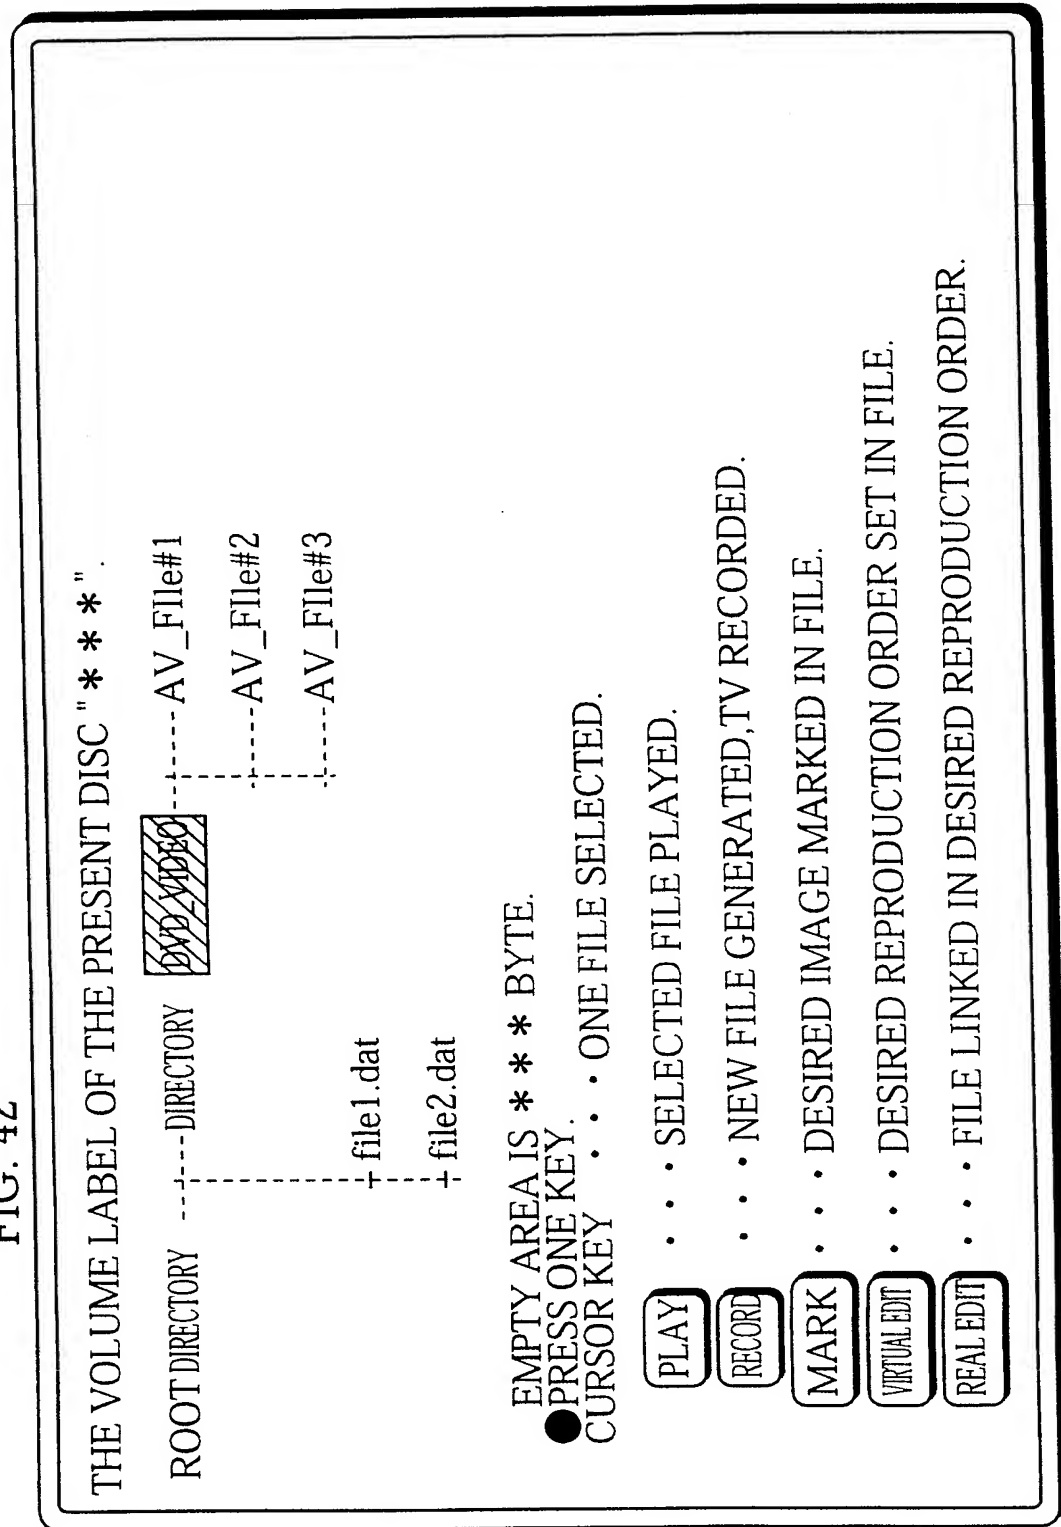 FIG. 42
THE VOLUME LABEL OF THE PRESENT DISC "***".
ROOT DIRECTORY -----DIRECTORY DVD_VIDEO -----AV_FIle#1
-----AV_FIle#2
-----AV_FIle#3
file1.dat
file2.dat
EMPTY AREA IS *** BYTE.
●PRESS ONE KEY.
CURSOR KEY ・・・ONE FILE SELECTED.
PLAY ・・・SELECTED FILE PLAYED.
RECORD ・・・NEW FILE GENERATED,TV RECORDED.
MARK ・・・DESIRED IMAGE MARKED IN FILE.
VIRTUAL EDIT ・・・DESIRED REPRODUCTION ORDER SET IN FILE.
REAL EDIT ・・・FILE LINKED IN DESIRED REPRODUCTION ORDER.